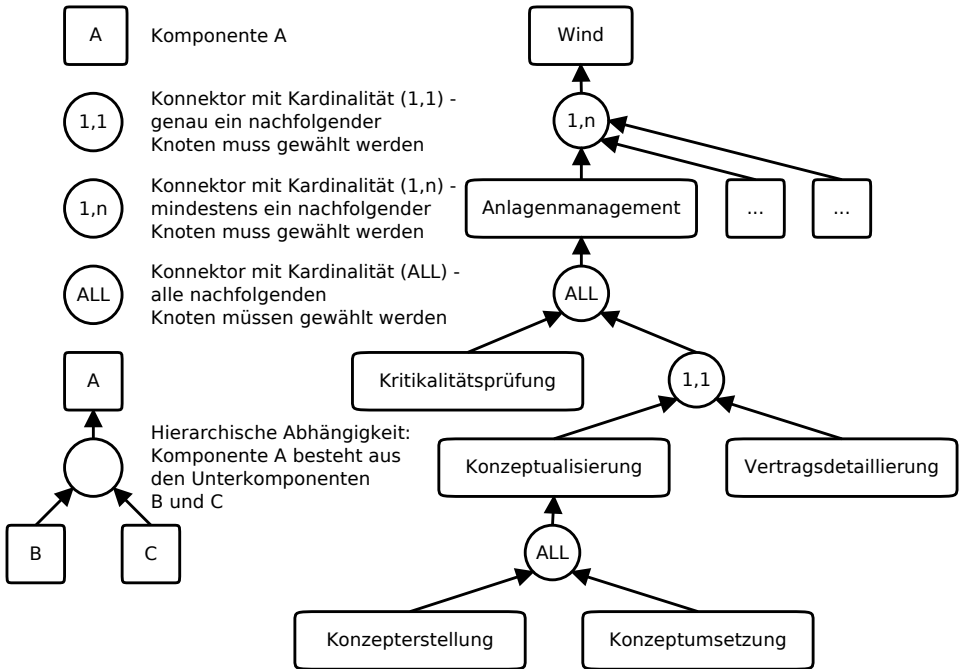 A
Komponente A
1,1
Konnektor mit Kardinalität (1,1) -
genau ein nachfolgender
Knoten muss gewählt werden
1,n
Konnektor mit Kardinalität (1,n) -
mindestens ein nachfolgender
Knoten muss gewählt werden
ALL
Konnektor mit Kardinalität (ALL) -
alle nachfolgenden
Knoten müssen gewählt werden
A
B
C
Hierarchische Abhängigkeit:
Komponente A besteht aus
den Unterkomponenten
B und C
Wind
1,n
Anlagenmanagement
...
...
ALL
Kritikalitätsprüfung
1,1
Konzeptualisierung
Vertragsdetaillierung
ALL
Konzepterstellung
Konzeptumsetzung